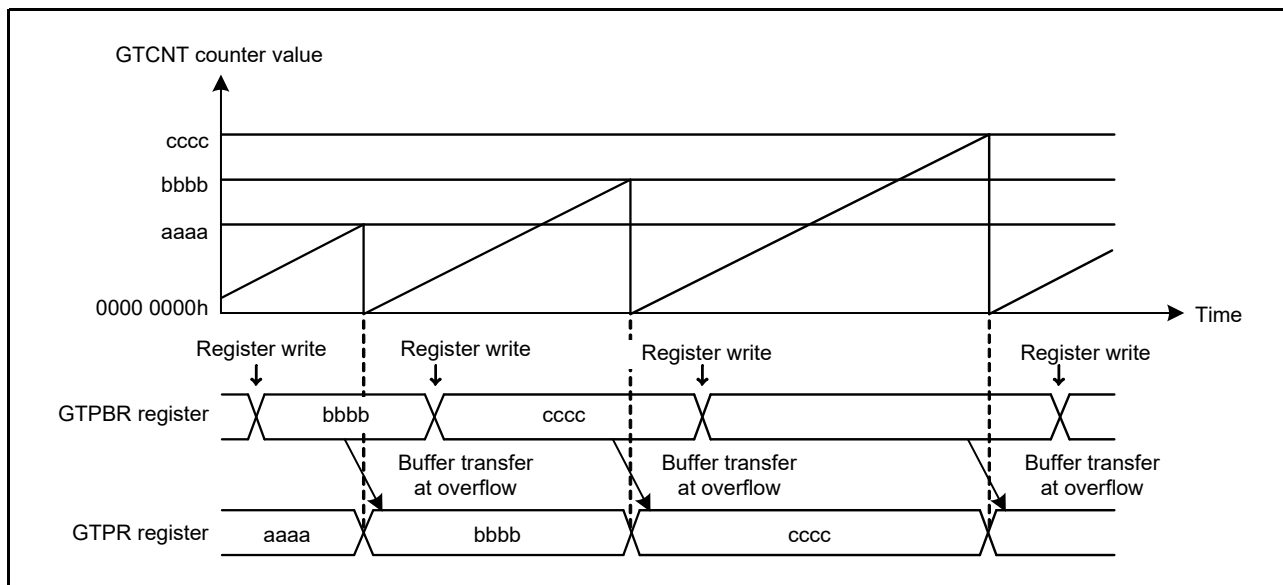 GTCNT counter value
cccc
bbbb
aaaa
0000 0000h
Time
Register write
Register write
Register write
Register write
GTPBR register
bbbb
cccc
Buffer transfer
at overflow
Buffer transfer
at overflow
Buffer transfer
at overflow
GTPR register
aaaa
bbbb
cccc